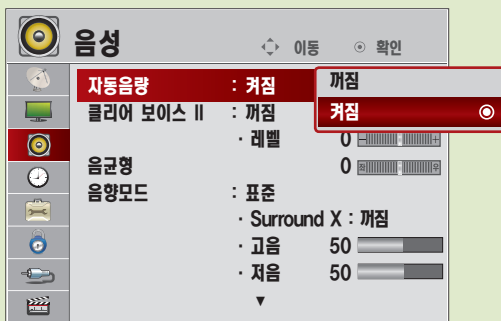 음성 이동 확인
자동음량 : 켜짐 꺼짐
클리어 보이스 II : 꺼짐 켜짐
· 레벨 0 - +
음균형 0 좌 우
음향모드 : 표준
· Surround X : 꺼짐
· 고음 50
· 저음 50
▼